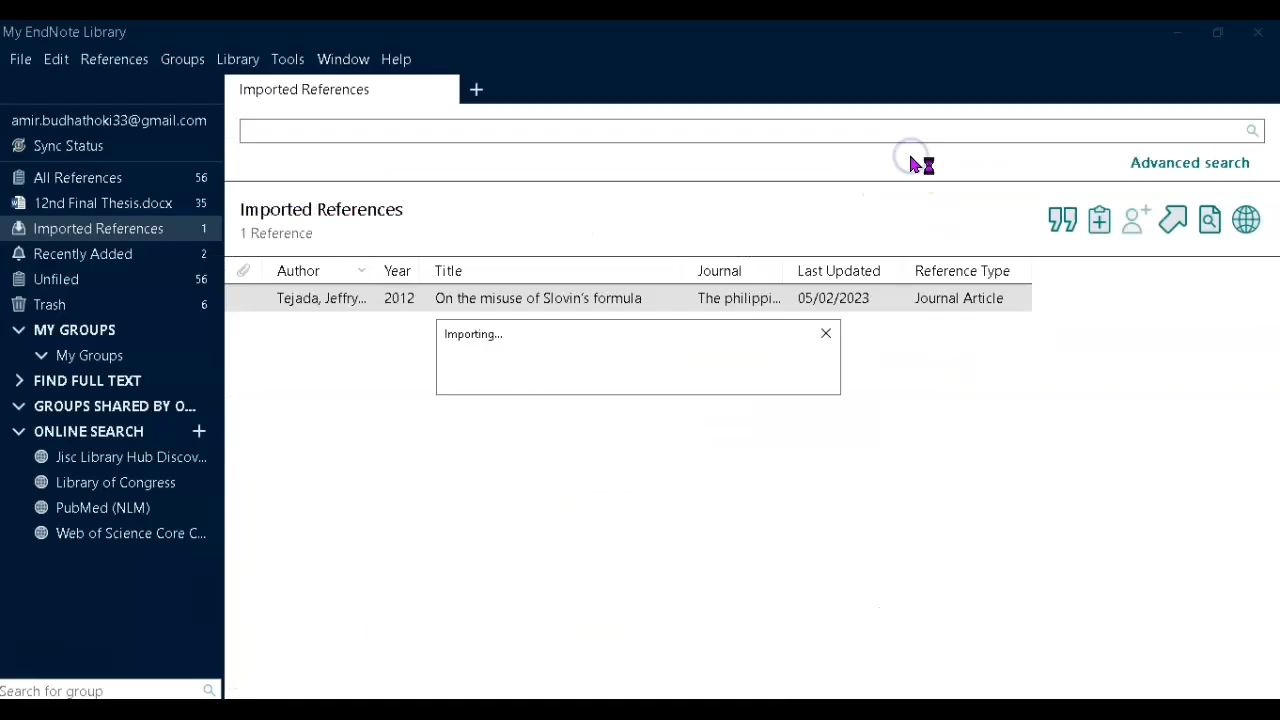 My EndNote Library
File Edit References Groups Library Tools Window Help
Imported References
amir.budhathoki33@gmail.com
Sync Status
Advanced search
All References 56
12nd Final Thesis.docx 35
Imported References 1
Recently Added 2
Unfiled 56
Trash 6
MY GROUPS
My Groups
FIND FULL TEXT
GROUPS SHARED BY O...
ONLINE SEARCH
Jisc Library Hub Discov...
Library of Congress
PubMed (NLM)
Web of Science Core C...
Search for group
Imported References
1 Reference
Author Year Title Journal Last Updated Reference Type
Tejada, Jeffry... 2012 On the misuse of Slovin's formula The philippi... 05/02/2023 Journal Article
Importing...